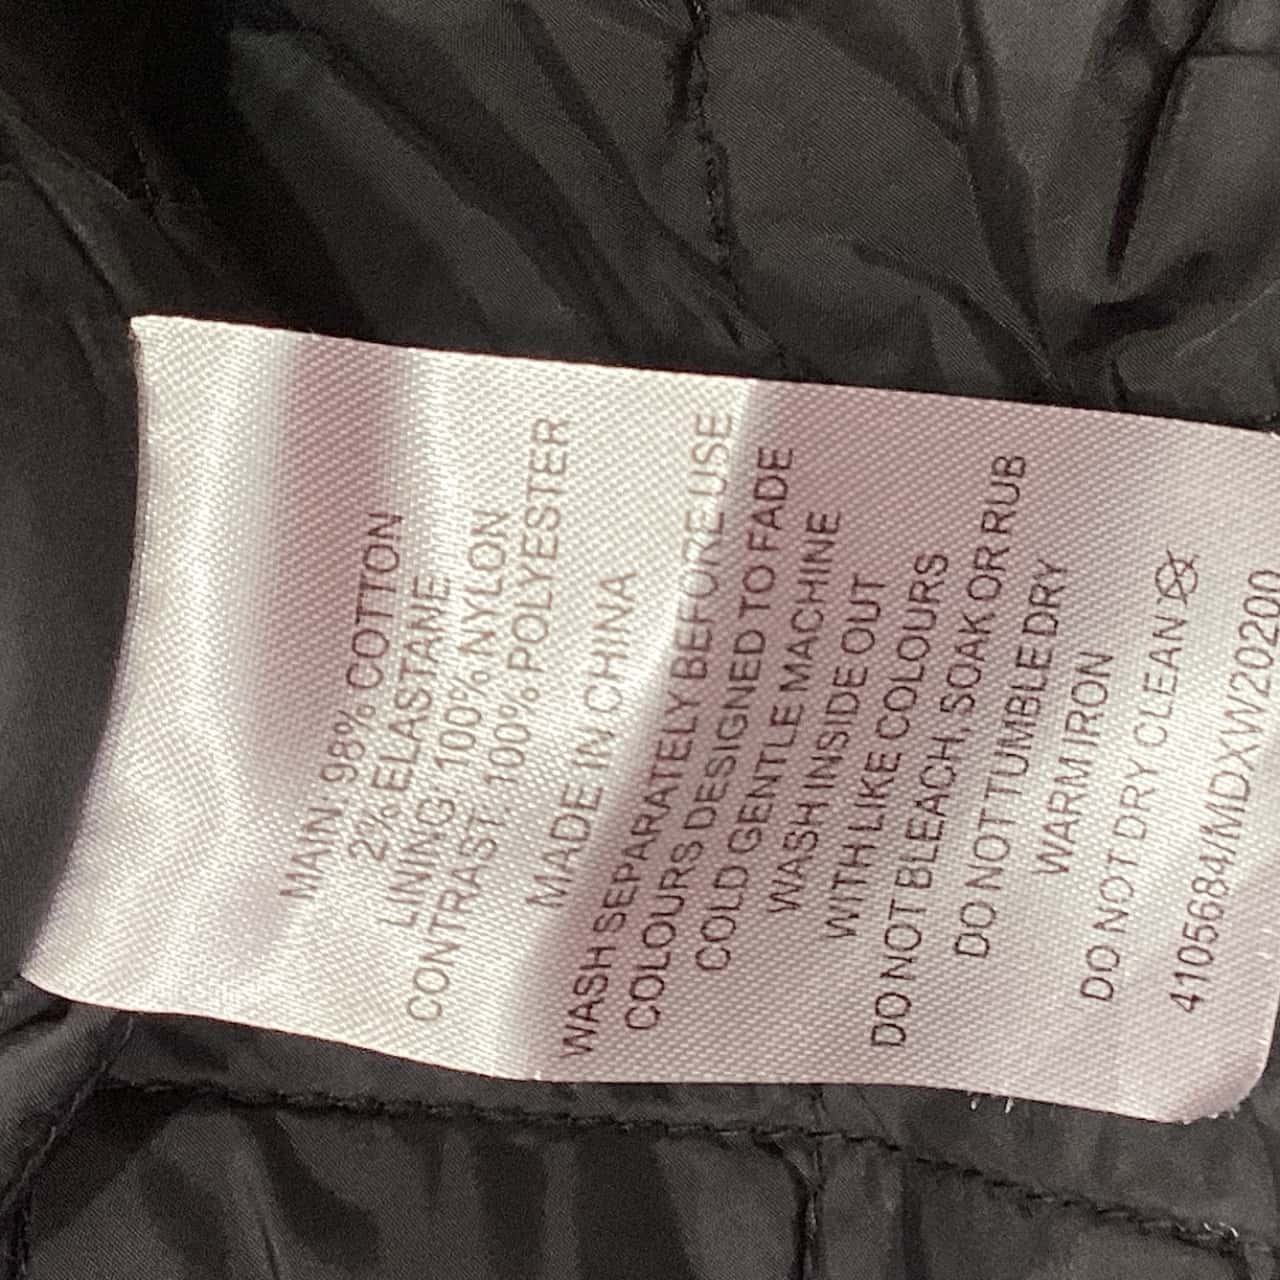 MAIN: 98% COTTON
2% ELASTANE
LINING: 100% NYLON
CONTRAST: 100% POLYESTER
MADE IN CHINA
WASH SEPARATELY BEFORE USE
COLOURS DESIGNED TO FADE
COLD GENTLE MACHINE
WASH INSIDE OUT
WITH LIKE COLOURS
DO NOT BLEACH, SOAK OR RUB
DO NOT TUMBLE DRY
WARM IRON
DO NOT DRY CLEAN
4105684/MDXW20200